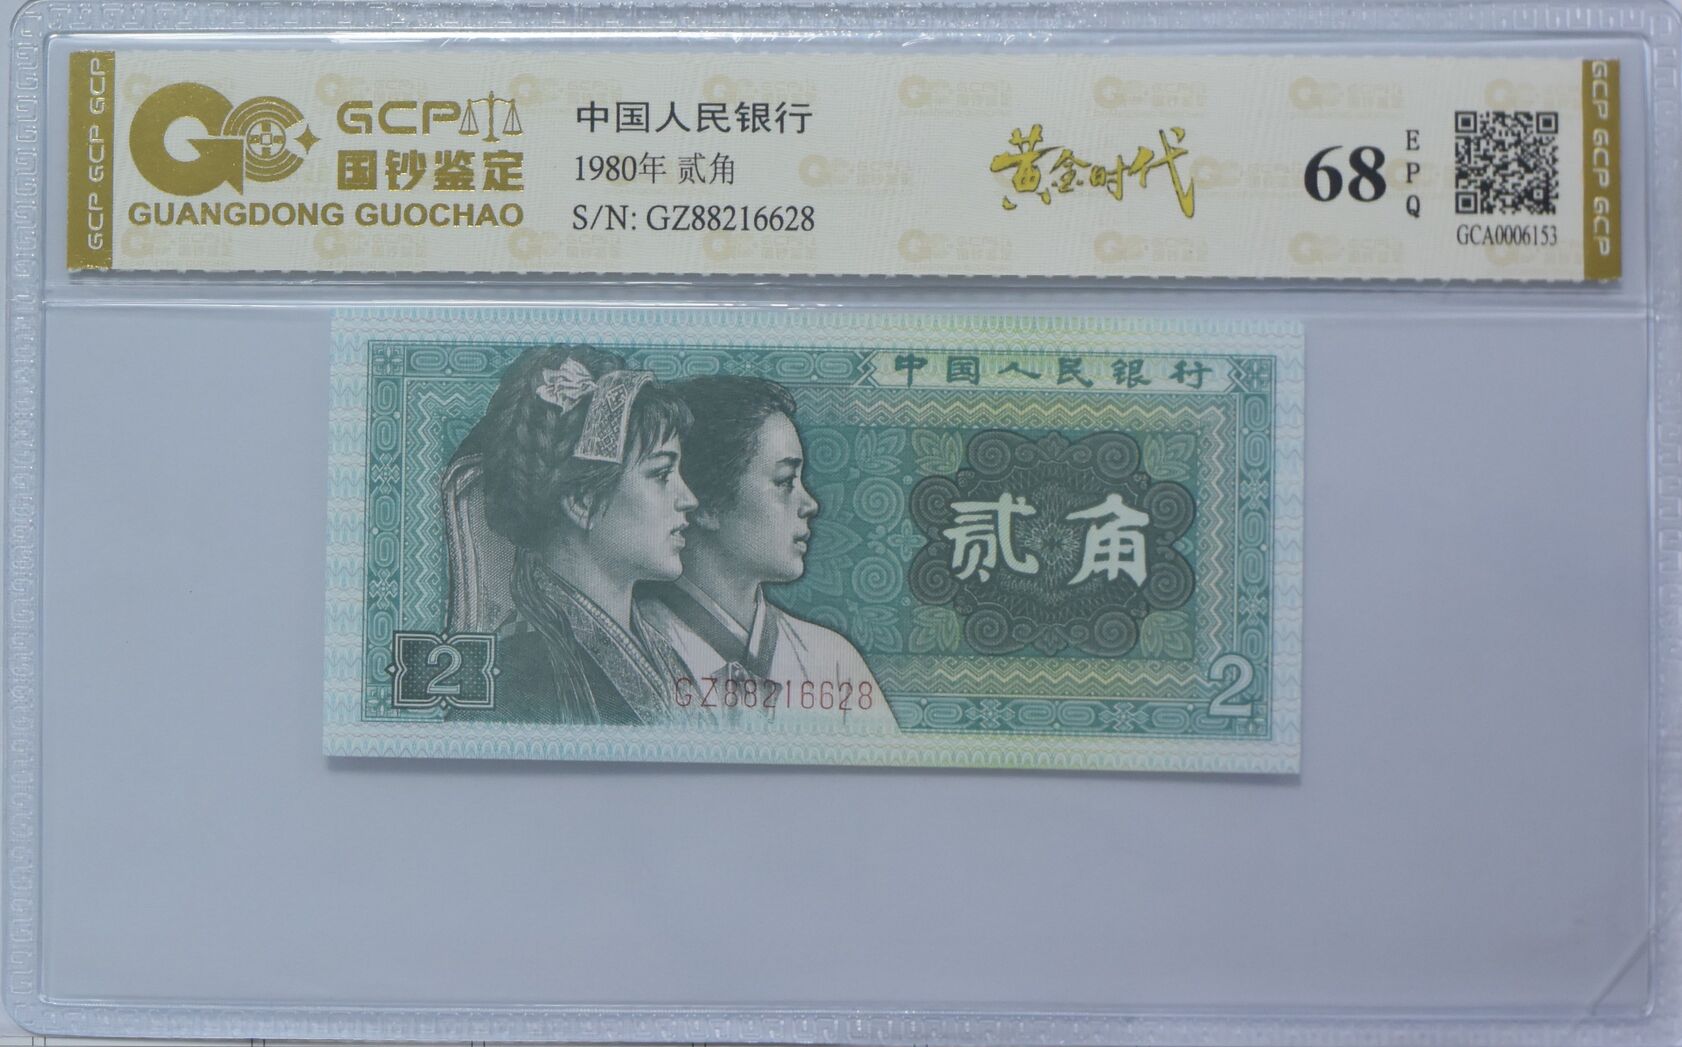 GCP GCP GCP
GCP
国钞鉴定
GUANGDONG GUOCHAO
中国人民银行
1980年 贰角
S/N: GZ88216628
黄金时代
68
EPQ
GCA0006153
GCP GCP GCP
中国人民银行
贰角
2
GZ88216628
2